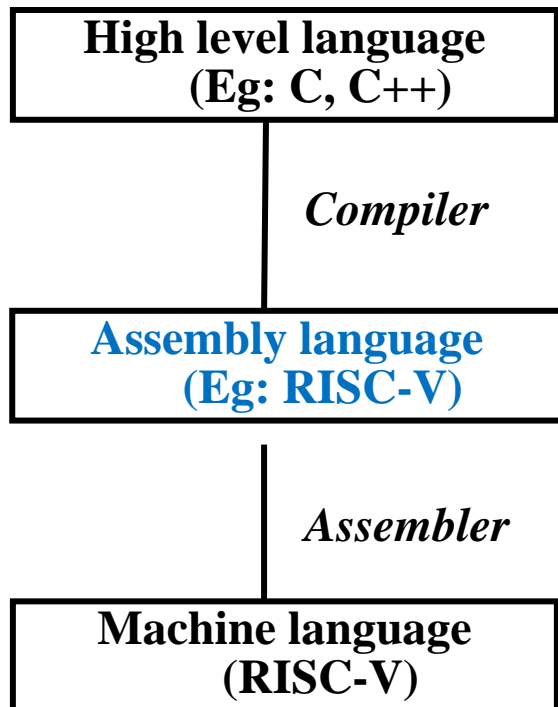 High level language
(Eg: C, C++)
Compiler
Assembly language
(Eg: RISC-V)
Assembler
Machine language
(RISC-V)